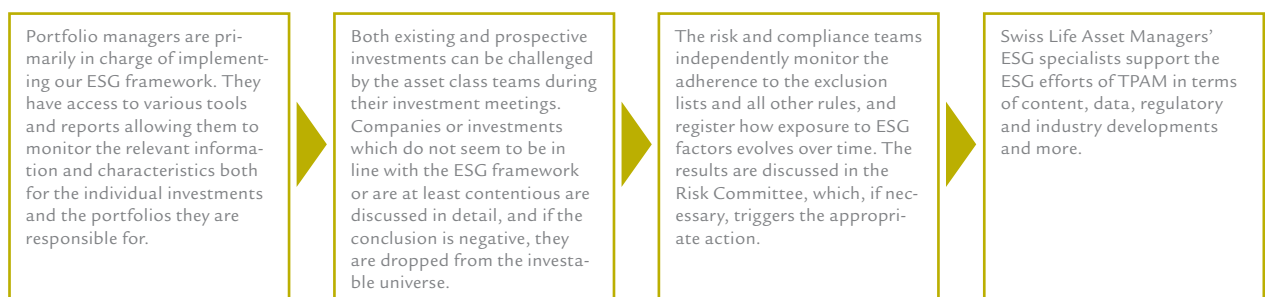 Portfolio managers are pri-
marily in charge of implement-
ing our ESG framework. They
have access to various tools
and reports allowing them to
monitor the relevant informa-
tion and characteristics both
for the individual investments
and the portfolios they are
responsible for.
Both existing and prospective
investments can be challenged
by the asset class teams during
their investment meetings.
Companies or investments
which do not seem to be in
line with the ESG framework
or are at least contentious are
discussed in detail, and if the
conclusion is negative, they
are dropped from the investa-
ble universe.
The risk and compliance teams
independently monitor the
adherence to the exclusion
lists and all other rules, and
register how exposure to ESG
factors evolves over time. The
results are discussed in the
Risk Committee, which, if nec-
essary, triggers the appropri-
ate action.
Swiss Life Asset Managers’
ESG specialists support the
ESG efforts of TPAM in terms
of content, data, regulatory
and industry developments
and more.